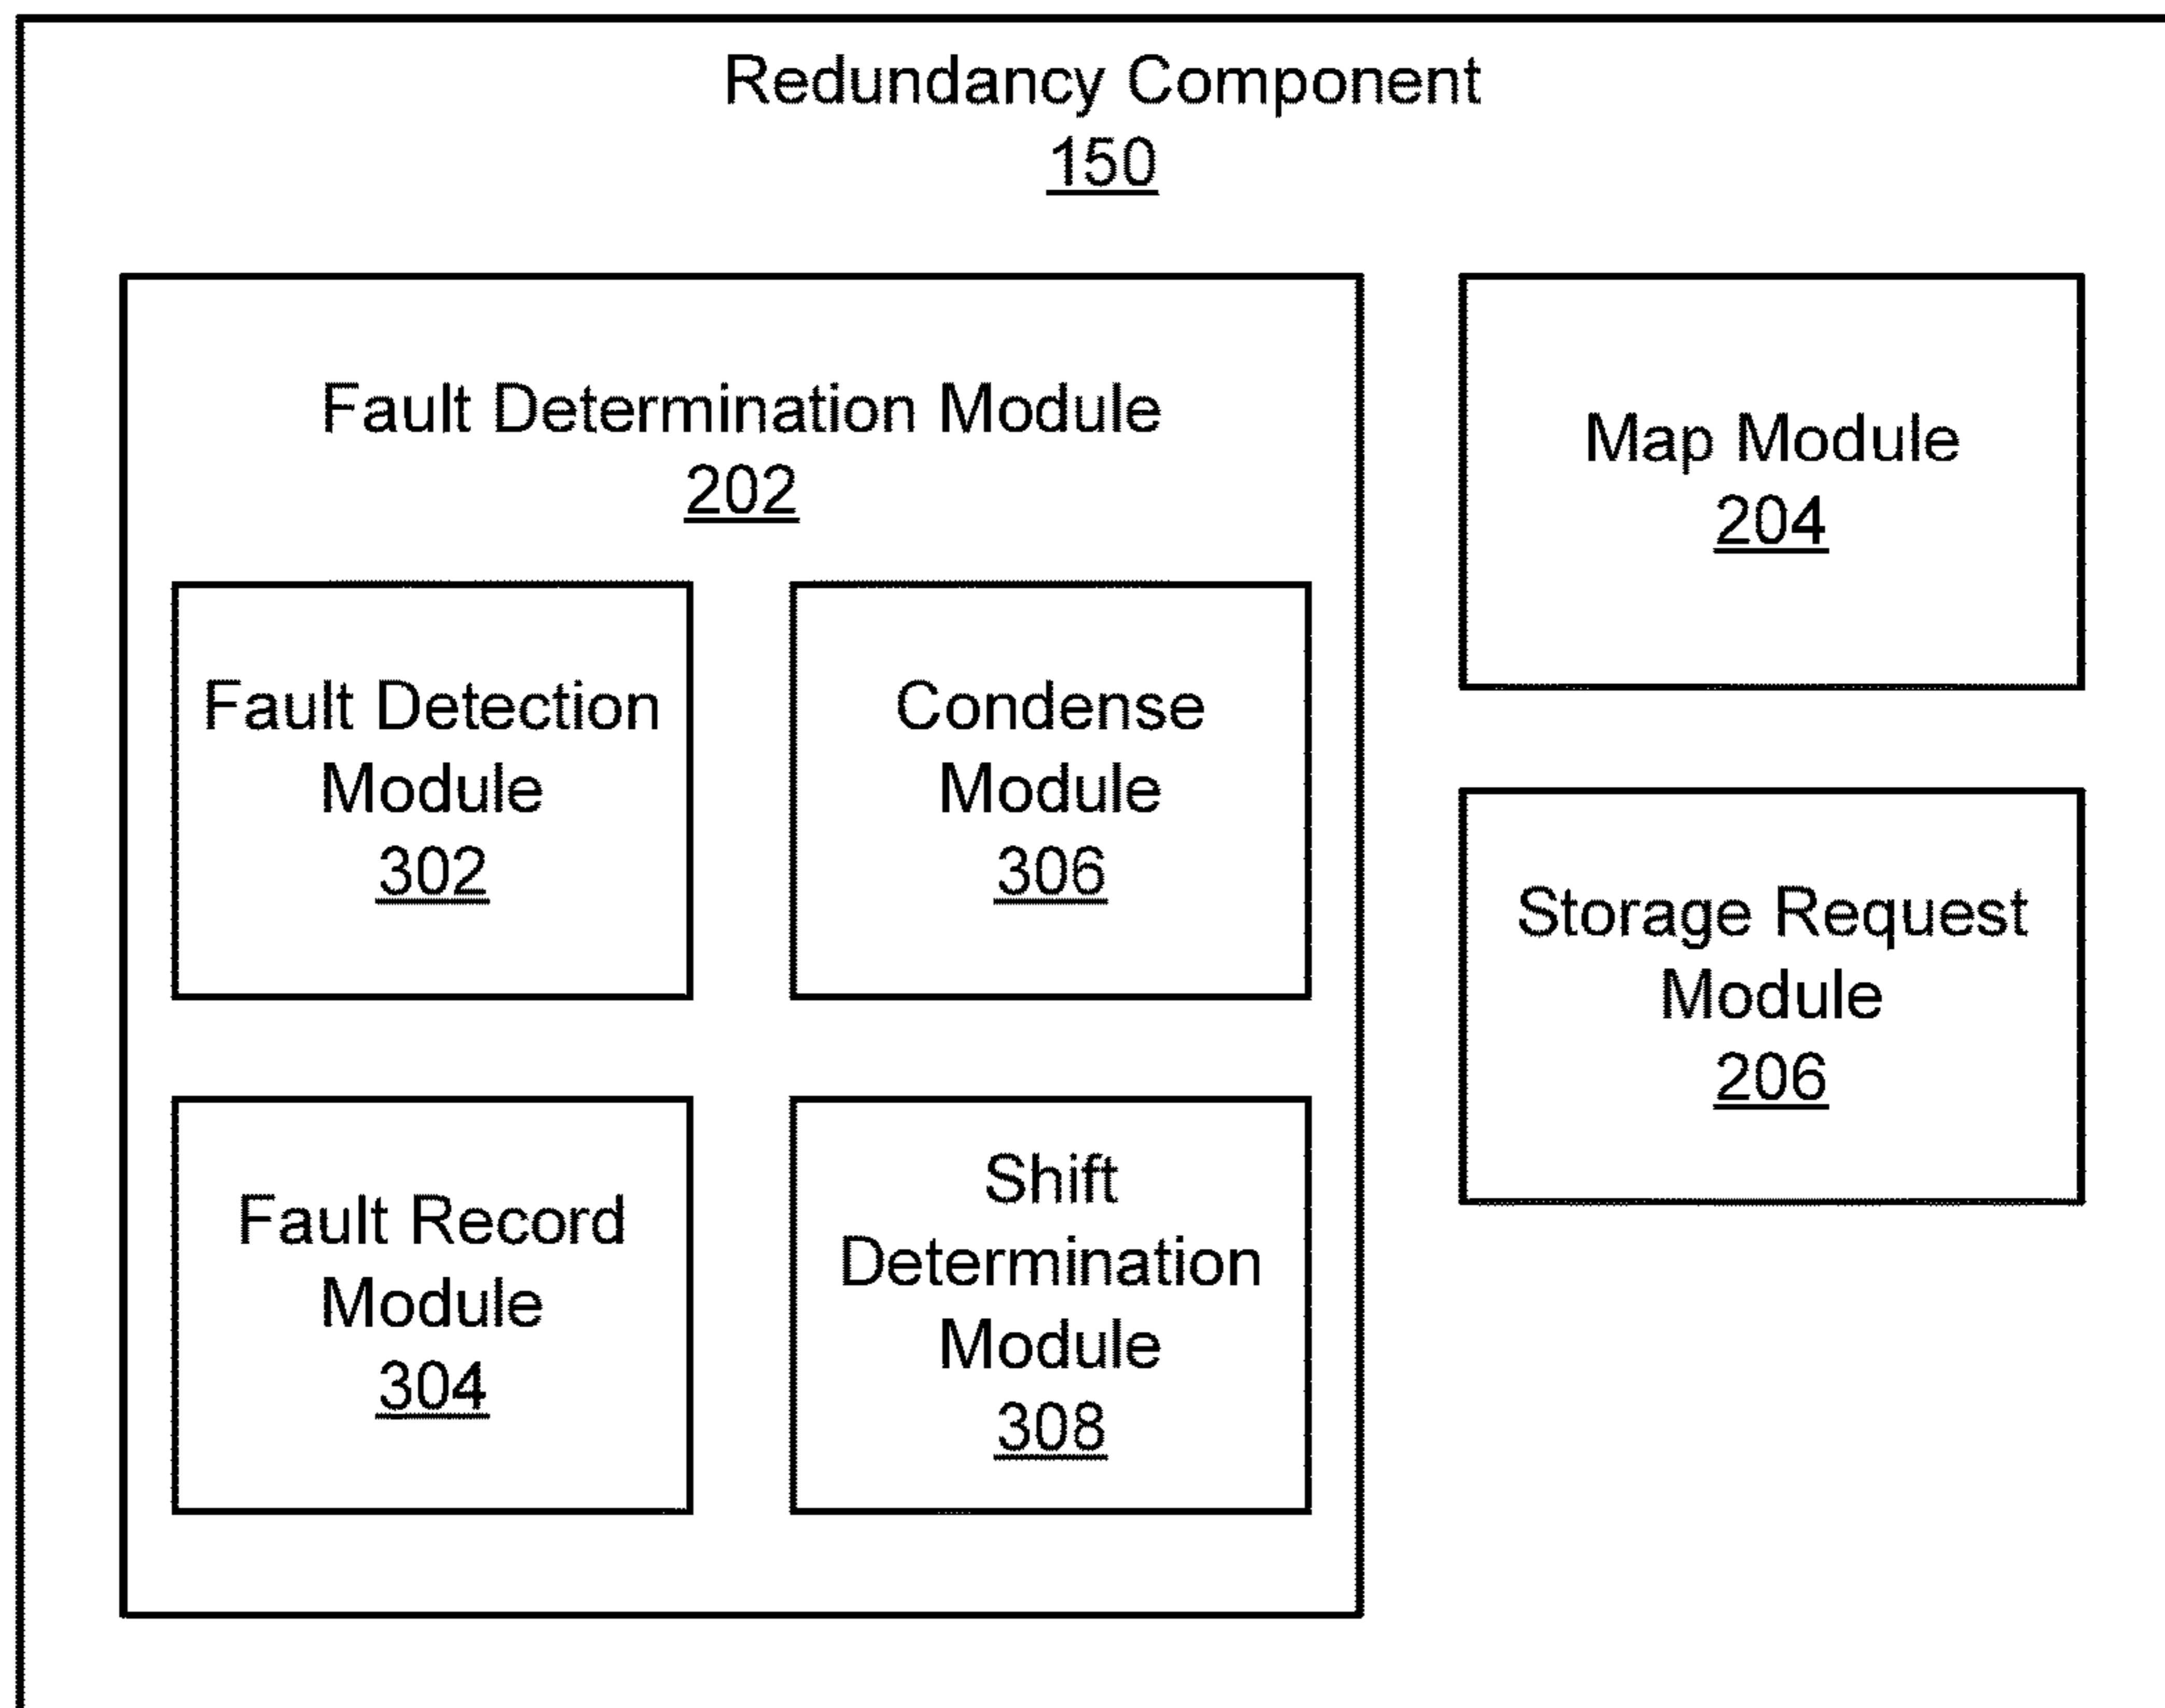 Redundancy Component
150
Fault Determination Module
202
Fault Detection
Module
302
Condense
Module
306
Fault Record
Module
304
Shift
Determination
Module
308
Map Module
204
Storage Request
Module
206